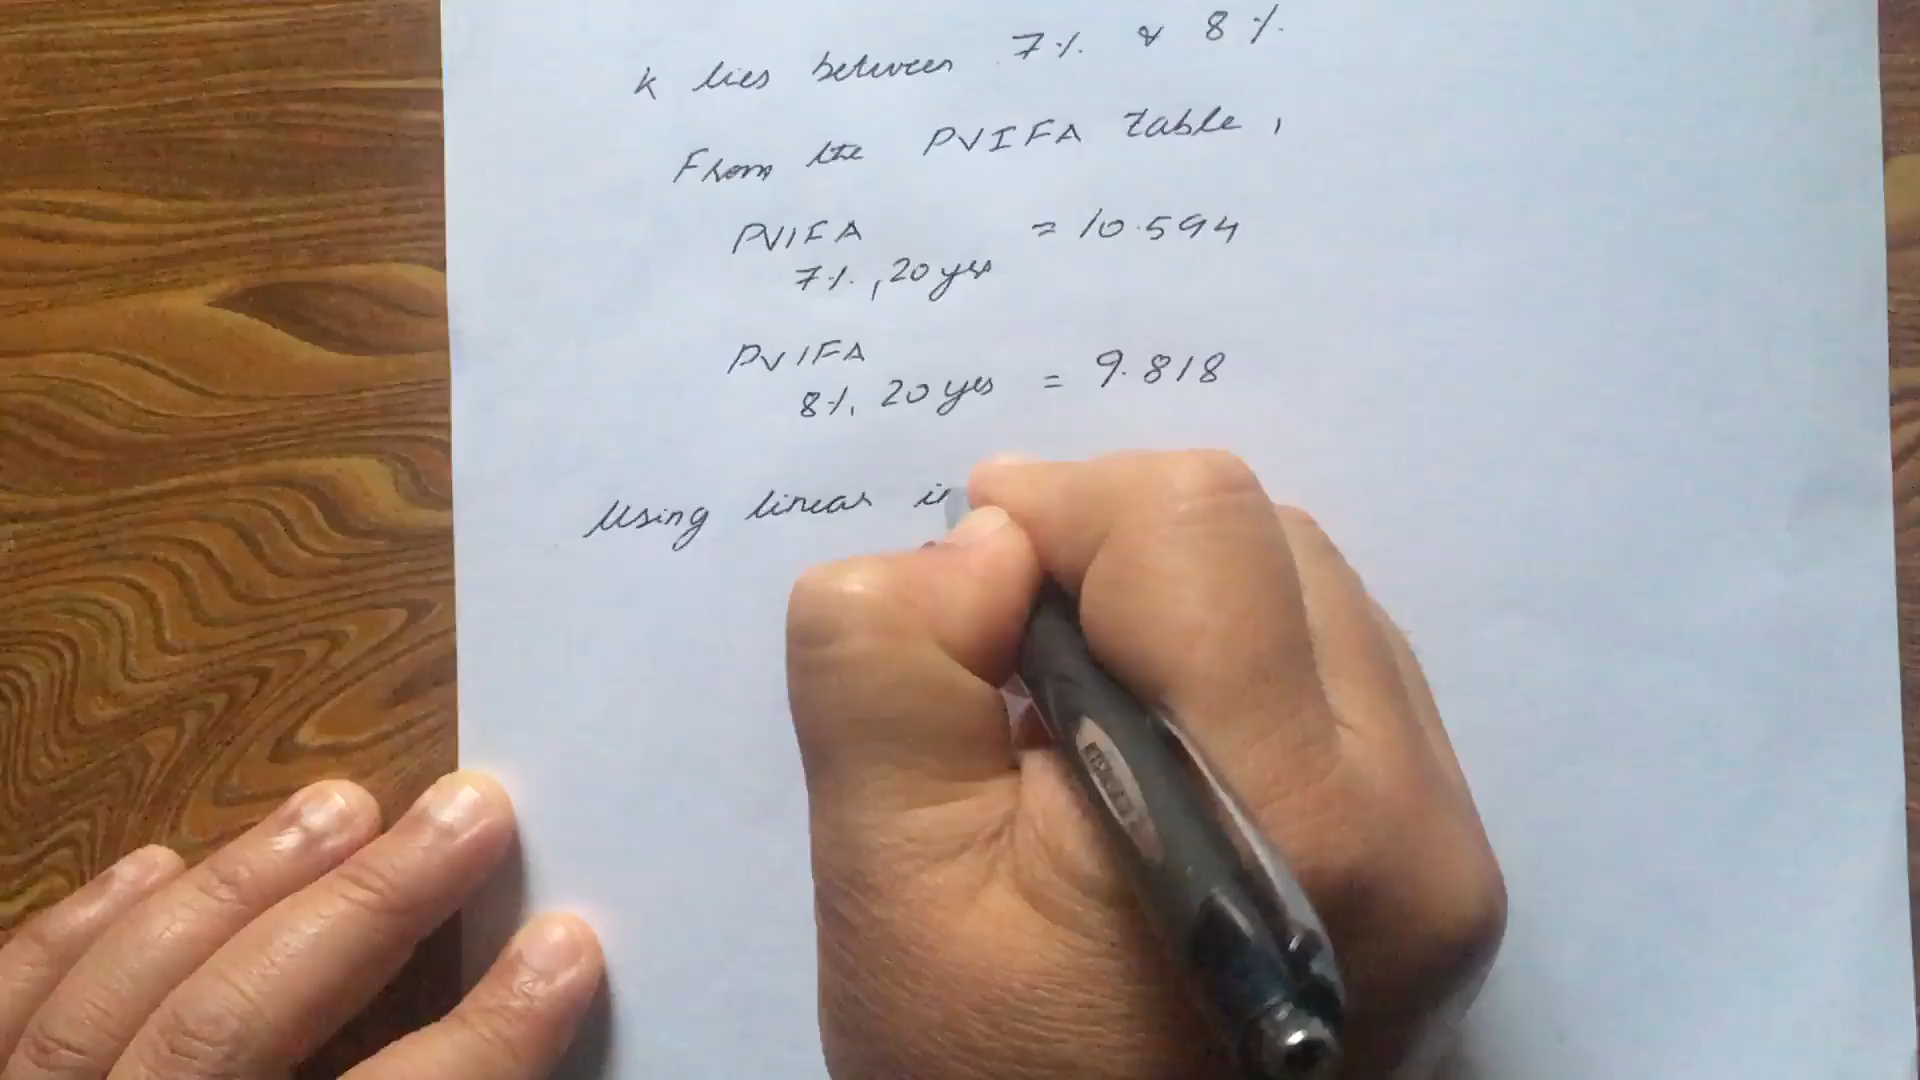 k lies between 7% & 8%
From the PVIFA table,
PVIFA = 10.594
7%, 20 yrs
PVIFA
8%, 20 yrs = 9.818
Using linear in